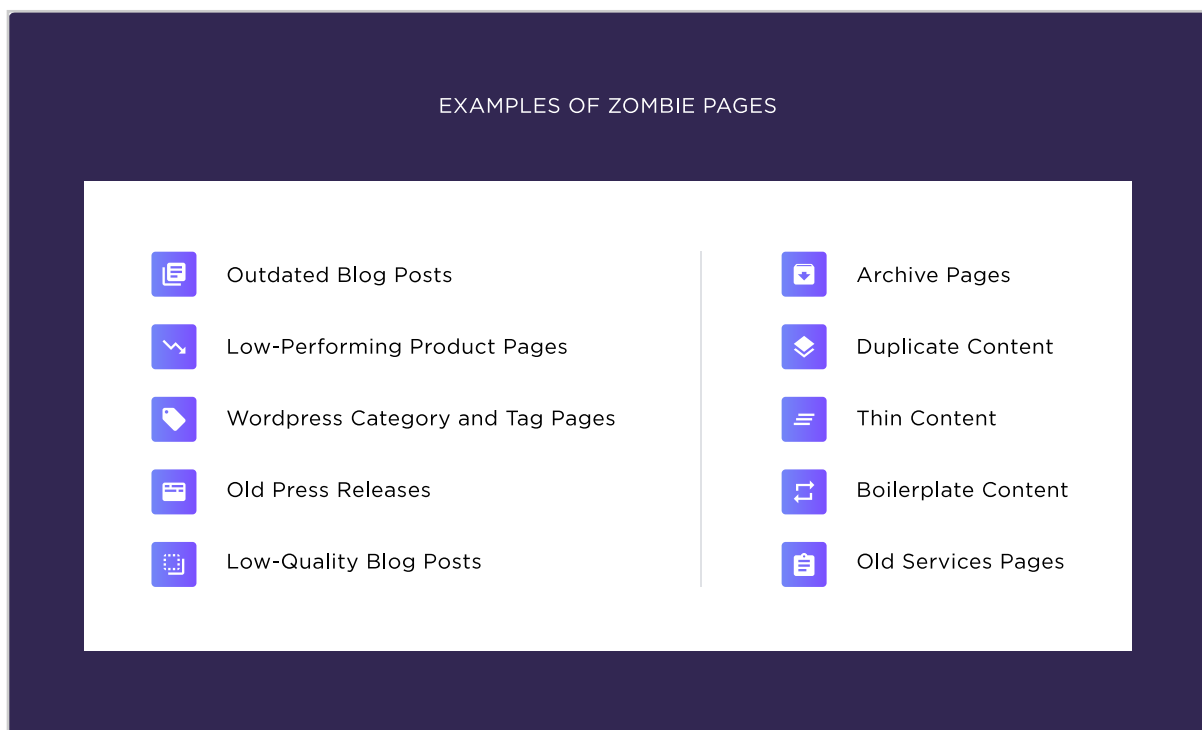 EXAMPLES OF ZOMBIE PAGES
Outdated Blog Posts
Low-Performing Product Pages
Wordpress Category and Tag Pages
Old Press Releases
Low-Quality Blog Posts
Archive Pages
Duplicate Content
Thin Content
Boilerplate Content
Old Services Pages